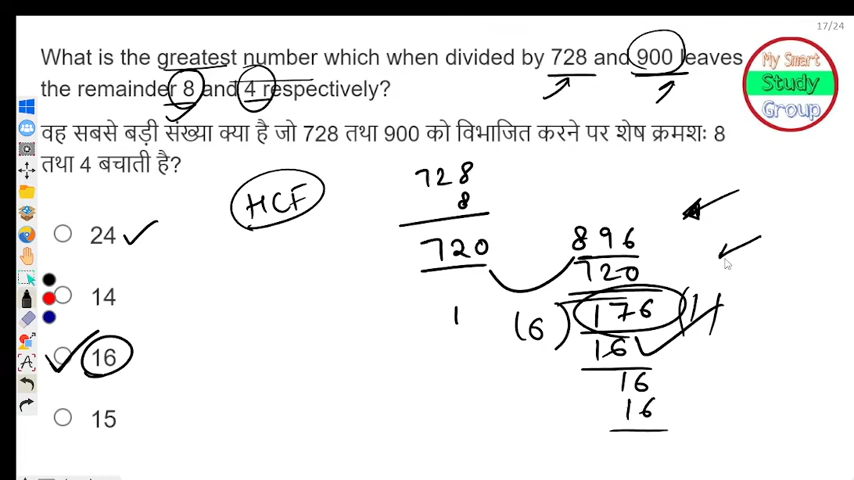 17/24
What is the greatest number which when divided by 728 and 900 leaves
the remainder 8 and 4 respectively?
My Smart
Study
Group
वह सबसे बड़ी संख्या क्या है जो 728 तथा 900 को विभाजित करने पर शेष क्रमशः 8
तथा 4 बचाती है?
HCF
728
8
720
896
720
24
14
1
16) 176 (11
16
16
16
16
15